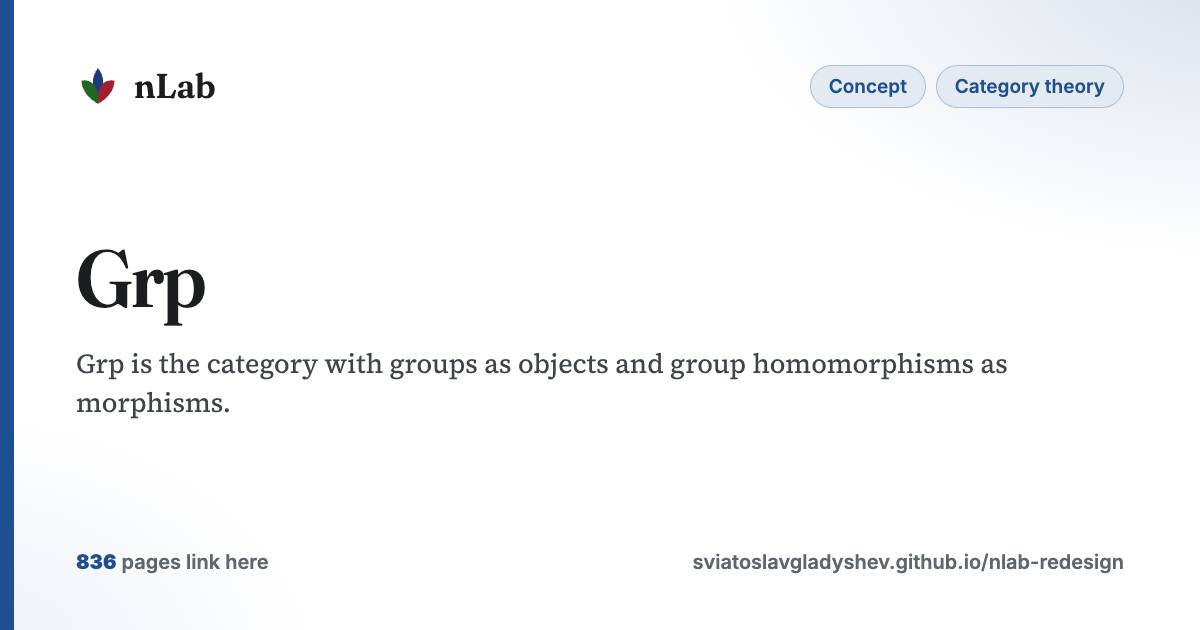 nLab
Concept
Category theory
Grp
Grp is the category with groups as objects and group homomorphisms as
morphisms.
836 pages link here
sviatoslavgladyshev.github.io/nlab-redesign